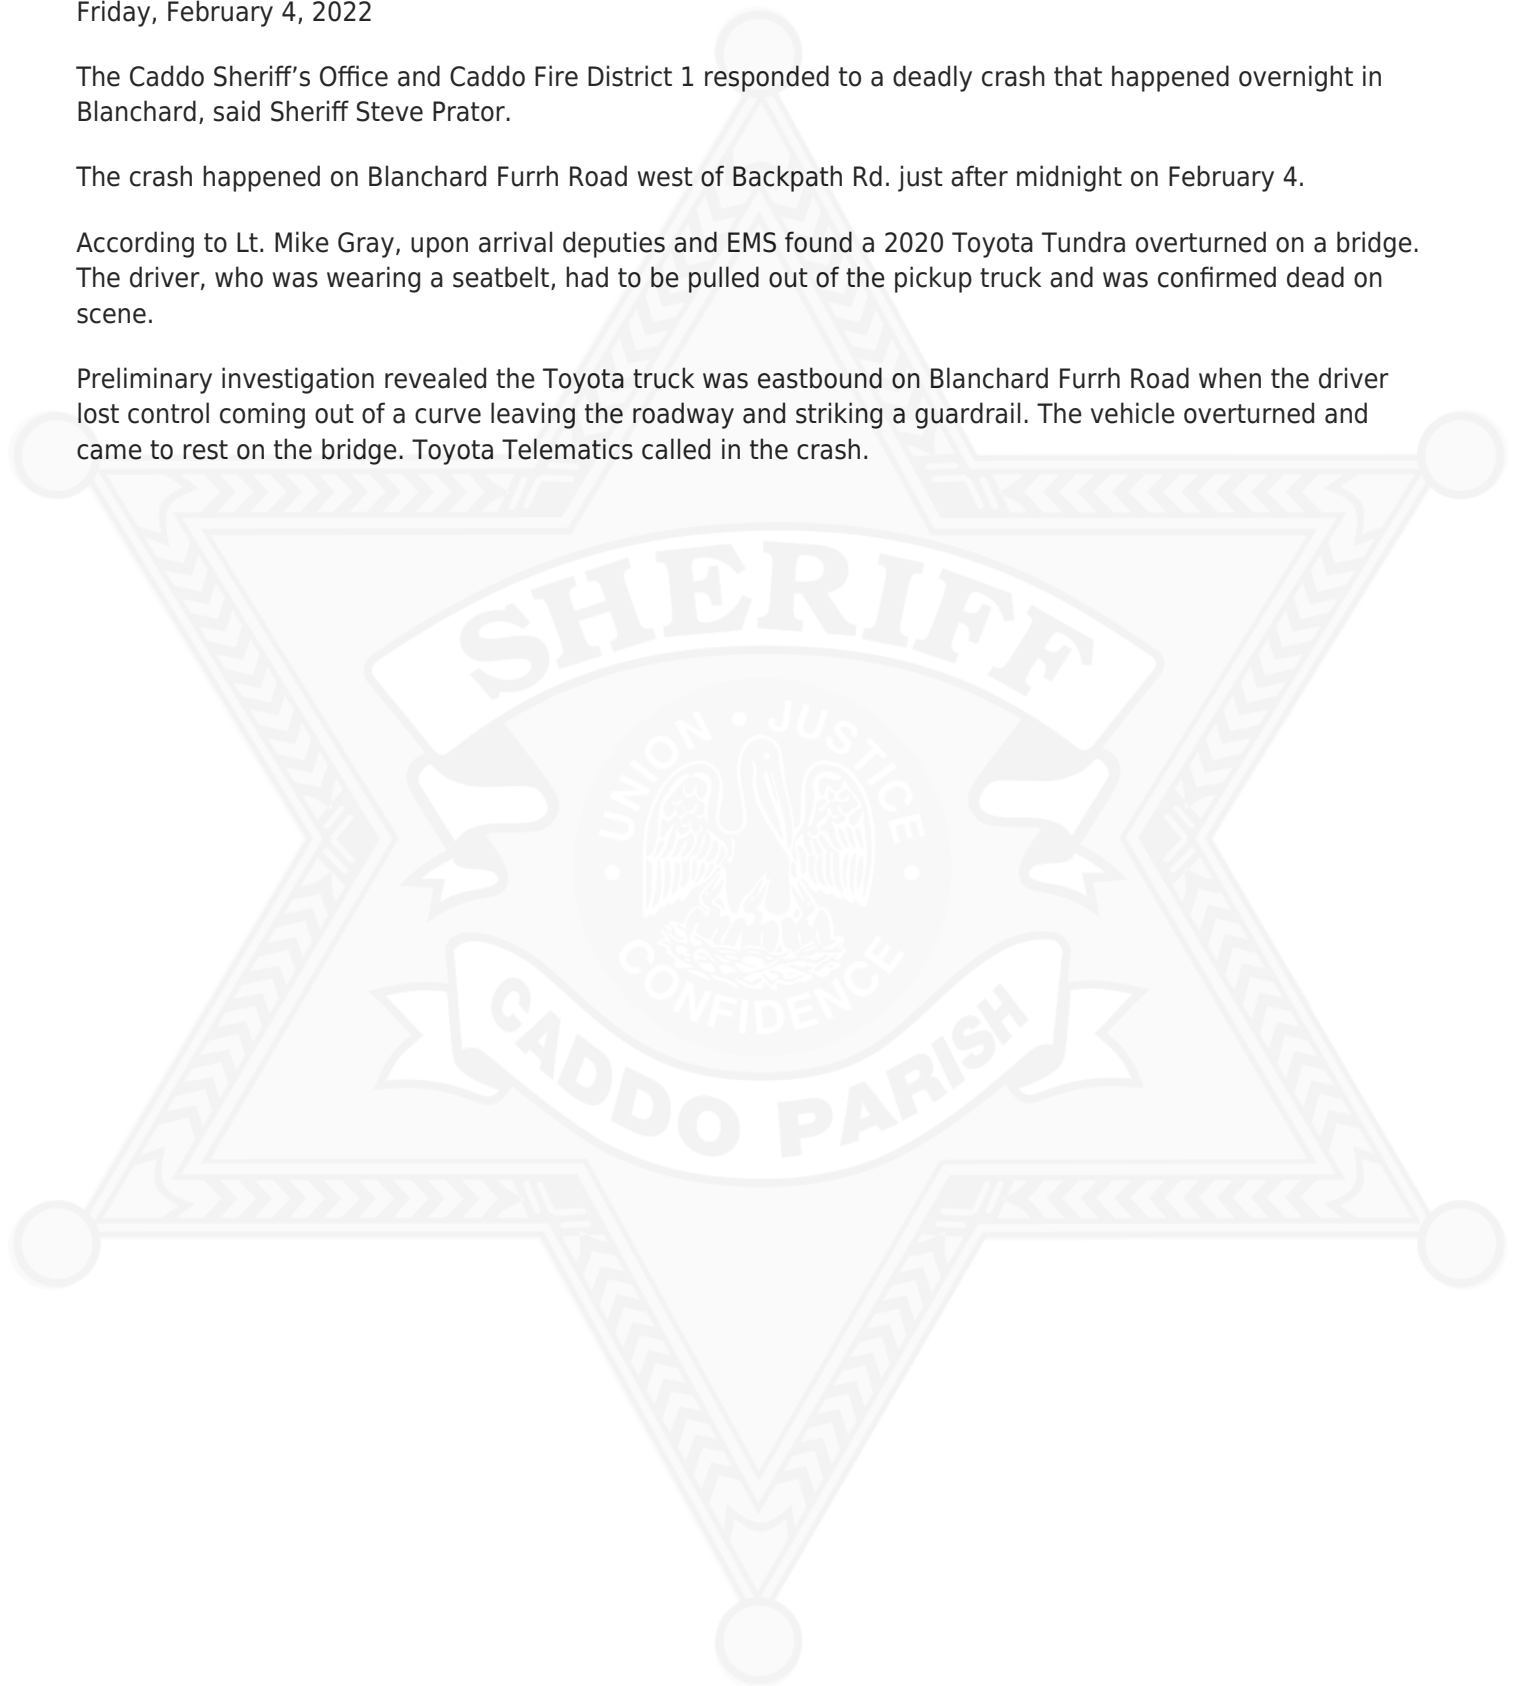 Friday, February 4, 2022
The Caddo Sheriff’s Office and Caddo Fire District 1 responded to a deadly crash that happened overnight in
Blanchard, said Sheriff Steve Prator.
The crash happened on Blanchard Furrh Road west of Backpath Rd. just after midnight on February 4.
According to Lt. Mike Gray, upon arrival deputies and EMS found a 2020 Toyota Tundra overturned on a bridge.
The driver, who was wearing a seatbelt, had to be pulled out of the pickup truck and was confirmed dead on
scene.
Preliminary investigation revealed the Toyota truck was eastbound on Blanchard Furrh Road when the driver
lost control coming out of a curve leaving the roadway and striking a guardrail. The vehicle overturned and
came to rest on the bridge. Toyota Telematics called in the crash.
SHERIFF
UNION • JUSTICE
• CONFIDENCE •
CADDO PARISH